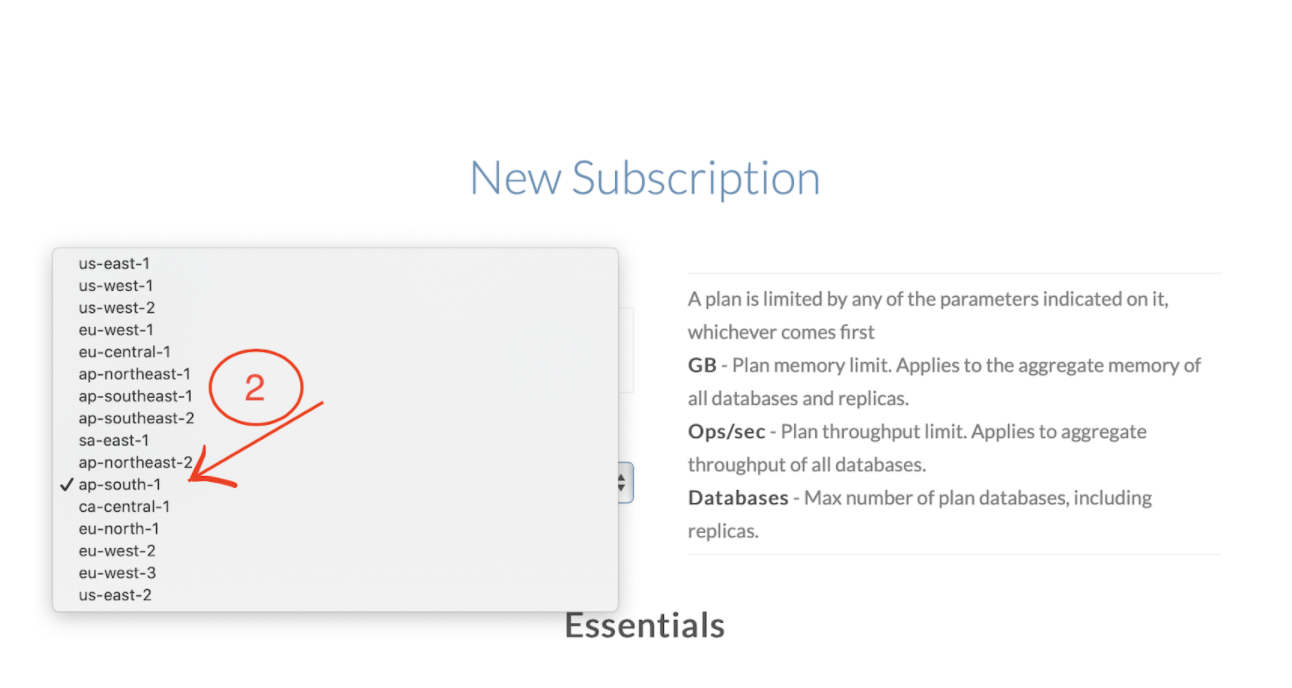 New Subscription
us-east-1
us-west-1
us-west-2
eu-west-1
eu-central-1
ap-northeast-1
ap-southeast-1
ap-southeast-2
sa-east-1
ap-northeast-2
✓ ap-south-1
ca-central-1
eu-north-1
eu-west-2
eu-west-3
us-east-2
2
A plan is limited by any of the parameters indicated on it,
whichever comes first
GB - Plan memory limit. Applies to the aggregate memory of
all databases and replicas.
Ops/sec - Plan throughput limit. Applies to aggregate
throughput of all databases.
Databases - Max number of plan databases, including
replicas.
Essentials